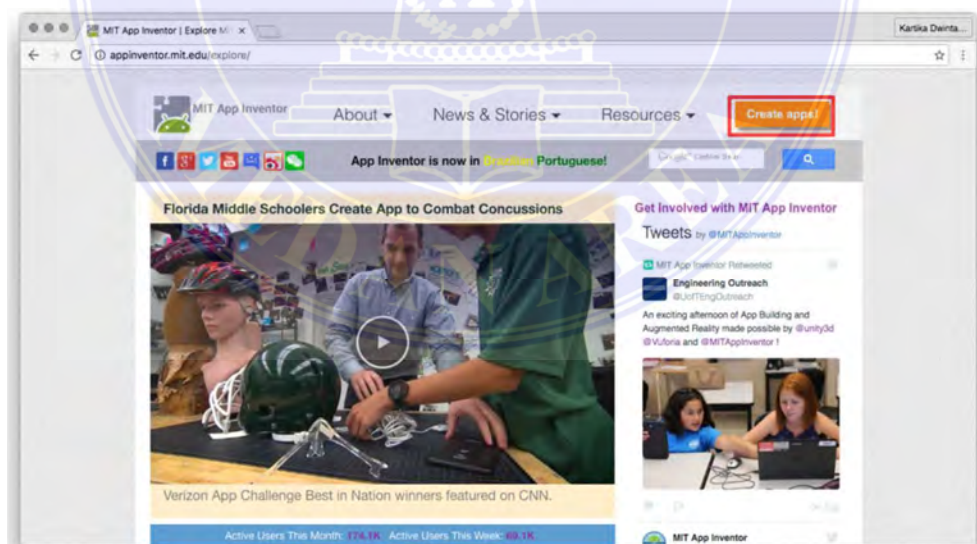 MIT App Inventor | Explore MI
Kartika Dwinta...
appinventor.mit.edu/explore/
MIT App Inventor
About
News & Stories
Resources
Create apps!
App Inventor is now in Brazilian Portuguese!
Florida Middle Schoolers Create App to Combat Concussions
Get Involved with MIT App Inventor
Tweets by @MITAppInventor
MIT App Inventor Retweeted
Engineering Outreach
@UofTEngOutreach
An exciting afternoon of App Building and
Augmented Reality made possible by @unity3d
@Vuforia and @MITAppInventor !
Verizon App Challenge Best in Nation winners featured on CNN.
Active Users This Month: 174.1K Active Users This Week: 69.1K
MIT App Inventor